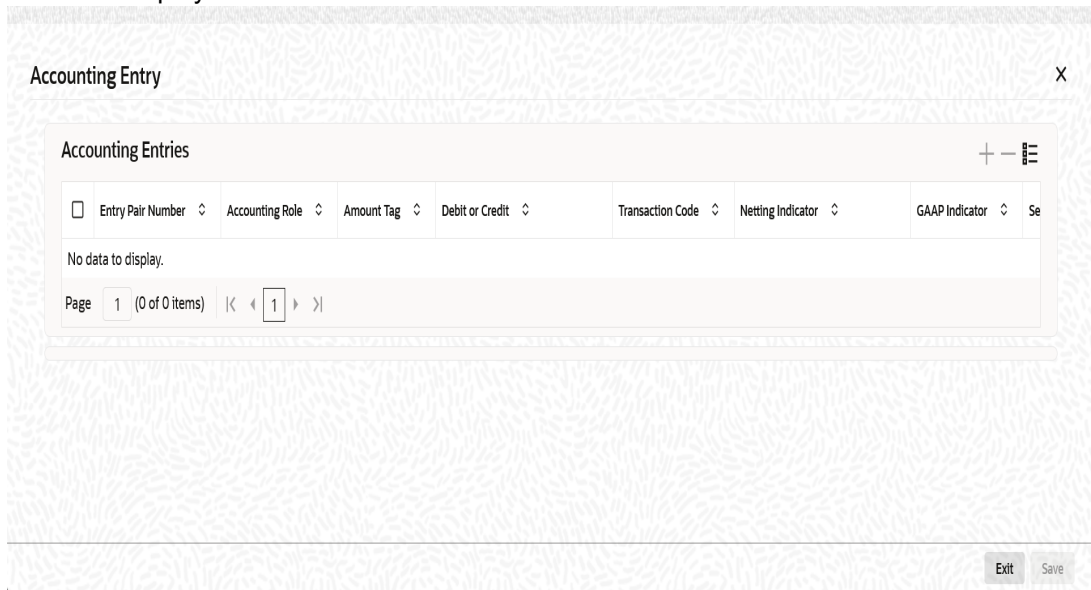 Accounting Entry X
Accounting Entries
Entry Pair Number Accounting Role Amount Tag Debit or Credit Transaction Code Netting Indicator GAAP Indicator Se
No data to display.
Page 1 (0 of 0 items) 1
Exit Save